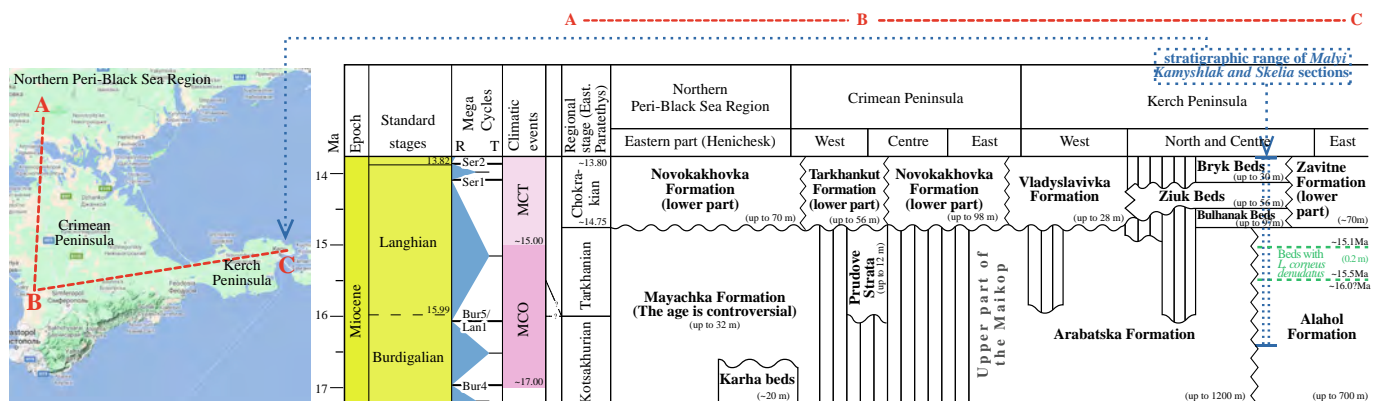 A
B
C
stratigraphic range of Malyi
Kamyshlak and Skelia sections
Northern Peri-Black Sea Region
A
Crimean
Peninsula
B
Kerch
Peninsula
C
Ma
Epoch
Standard
stages
Mega
Cycles
R T
Climatic
events
Regional
stage (East.
Paratethys)
Northern
Peri-Black Sea Region
Crimean Peninsula
Kerch Peninsula
Eastern part (Henichesk)
West
Centre
East
West
North and Centre
East
14
15
16
17
Miocene
13.82
Langhian
15.99
Burdigalian
Ser2
Ser1
Bur5/
Lan1
Bur4
MCT
~15.00
MCO
~17.00
~13.80
Chokra-
kian
~14.75
Tarkhanian
?
?
Kotsakhurian
Novokakhovka
Formation
(lower part)
(up to 70 m)
Tarkhankut
Formation
(lower part)
(up to 56 m)
Novokakhovka
Formation
(lower part)
(up to 98 m)
Vladyslavivka
Formation
(up to 28 m)
Bryk Beds
(up to 30 m)
Ziuk Beds
(up to 56 m)
Bulhanak Beds
Zavitne
Formation
(lower
part)
(~70m)
Mayachka Formation
(The age is controversial)
(up to 32 m)
Karha beds
(~20 m)
Prudove
Strata
(up to 12 m)
Upper part of
the Maikop
Arabatska Formation
(up to 1200 m)
~15.1Ma
Beds with
L. corneus
denudatus
(0.2 m)
~15.5Ma
~16.0?Ma
Alahol
Formation
(up to 700 m)